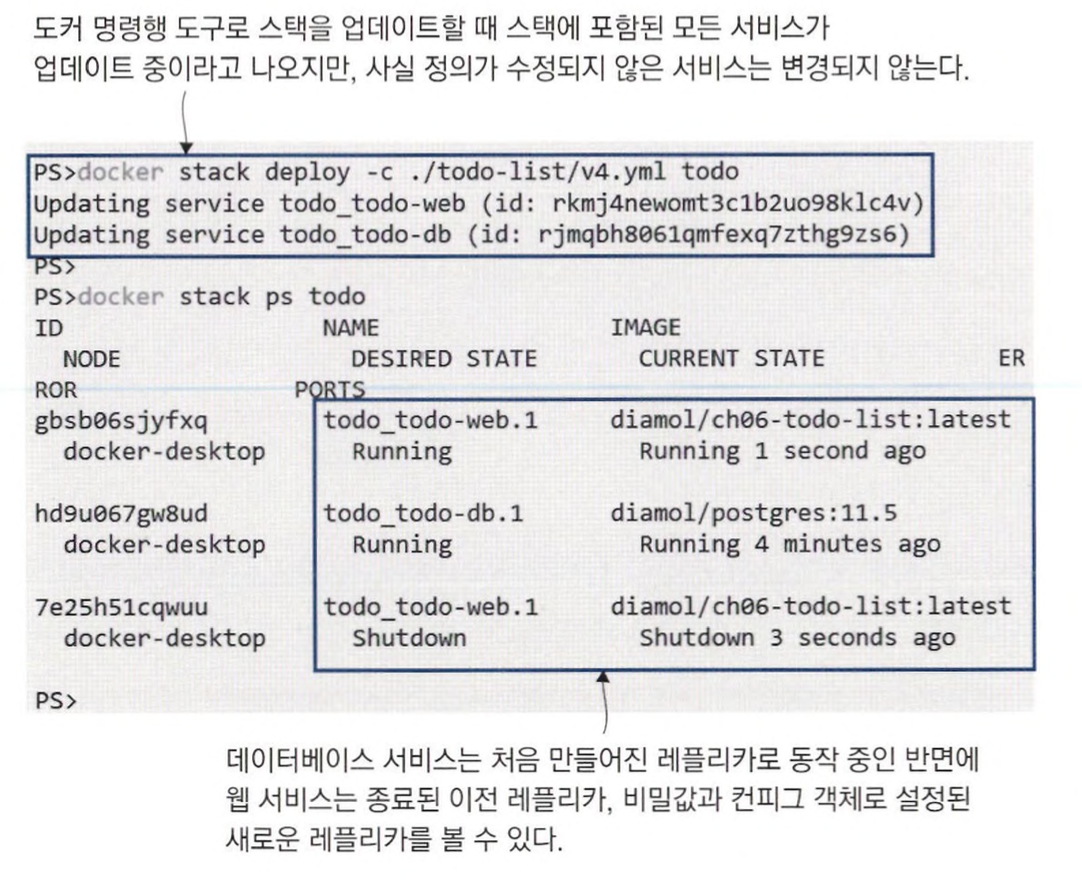 도커 명령행 도구로 스택을 업데이트할 때 스택에 포함된 모든 서비스가
업데이트 중이라고 나오지만, 사실 정의가 수정되지 않은 서비스는 변경되지 않는다.
PS>docker stack deploy -c ./todo-list/v4.yml todo
Updating service todo_todo-web (id: rkmj4newomt3c1b2uo98klc4v)
Updating service todo_todo-db (id: rjmqbh8061qmfexq7zthg9zs6)
PS>
PS>docker stack ps todo
ID NAME IMAGE
NODE DESIRED STATE CURRENT STATE ER
ROR PORTS
gbsb06sjyfxq todo_todo-web.1 diamol/ch06-todo-list:latest
docker-desktop Running Running 1 second ago
hd9u067gw8ud todo_todo-db.1 diamol/postgres:11.5
docker-desktop Running Running 4 minutes ago
7e25h51cqwuu todo_todo-web.1 diamol/ch06-todo-list:latest
docker-desktop Shutdown Shutdown 3 seconds ago
PS>
데이터베이스 서비스는 처음 만들어진 레플리카로 동작 중인 반면에
웹 서비스는 종료된 이전 레플리카, 비밀값과 컨피그 객체로 설정된
새로운 레플리카를 볼 수 있다.